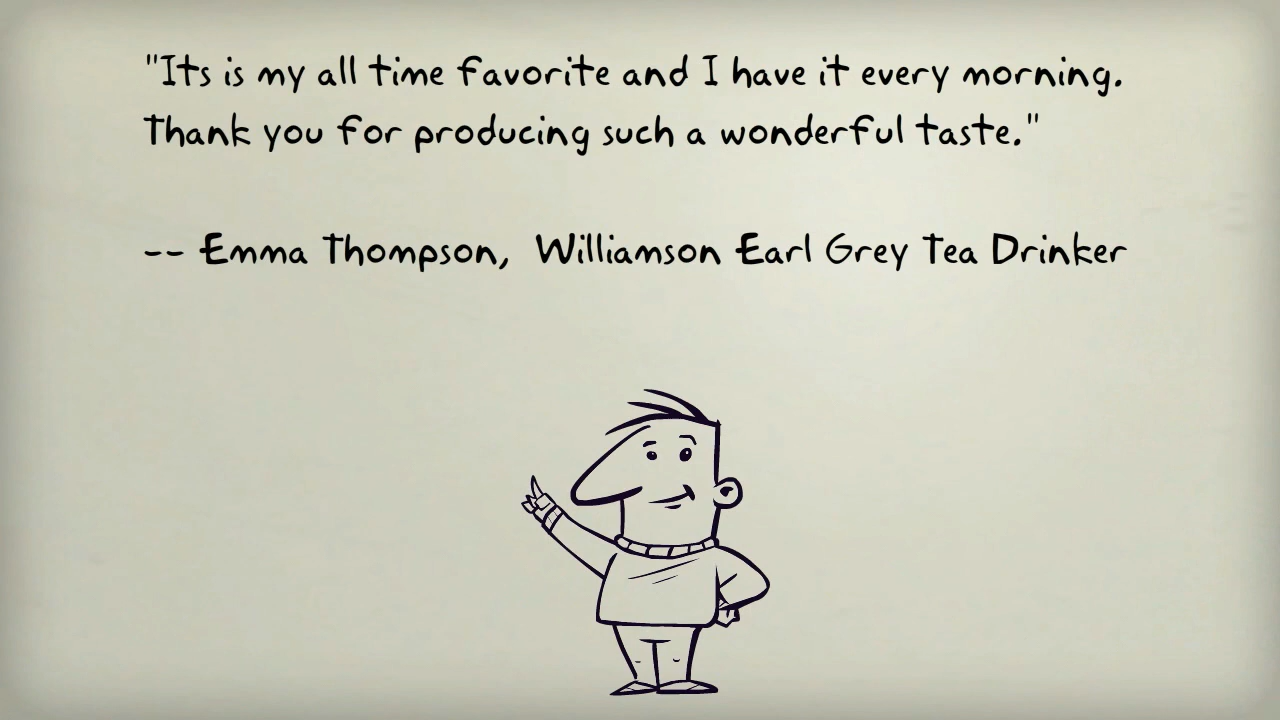 "Its is my all time favorite and I have it every morning.
Thank you for producing such a wonderful taste."
-- Emma Thompson, Williamson Earl Grey Tea Drinker